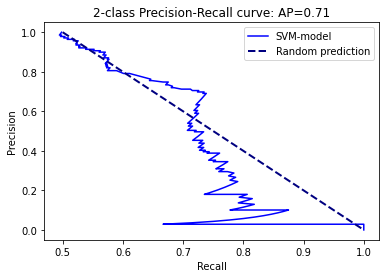 2-class Precision-Recall curve: AP=0.71
SVM-model
Random prediction
Precision
1.0
0.8
0.6
0.4
0.2
0.0
0.5
0.6
0.7
0.8
0.9
1.0
Recall